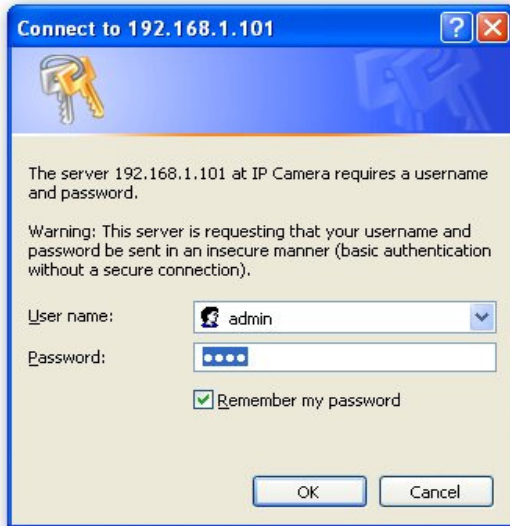 Connect to 192.168.1.101
The server 192.168.1.101 at IP Camera requires a username
and password.
Warning: This server is requesting that your username and
password be sent in an insecure manner (basic authentication
without a secure connection).
User name:
admin
Password:
●●●●
Remember my password
OK
Cancel